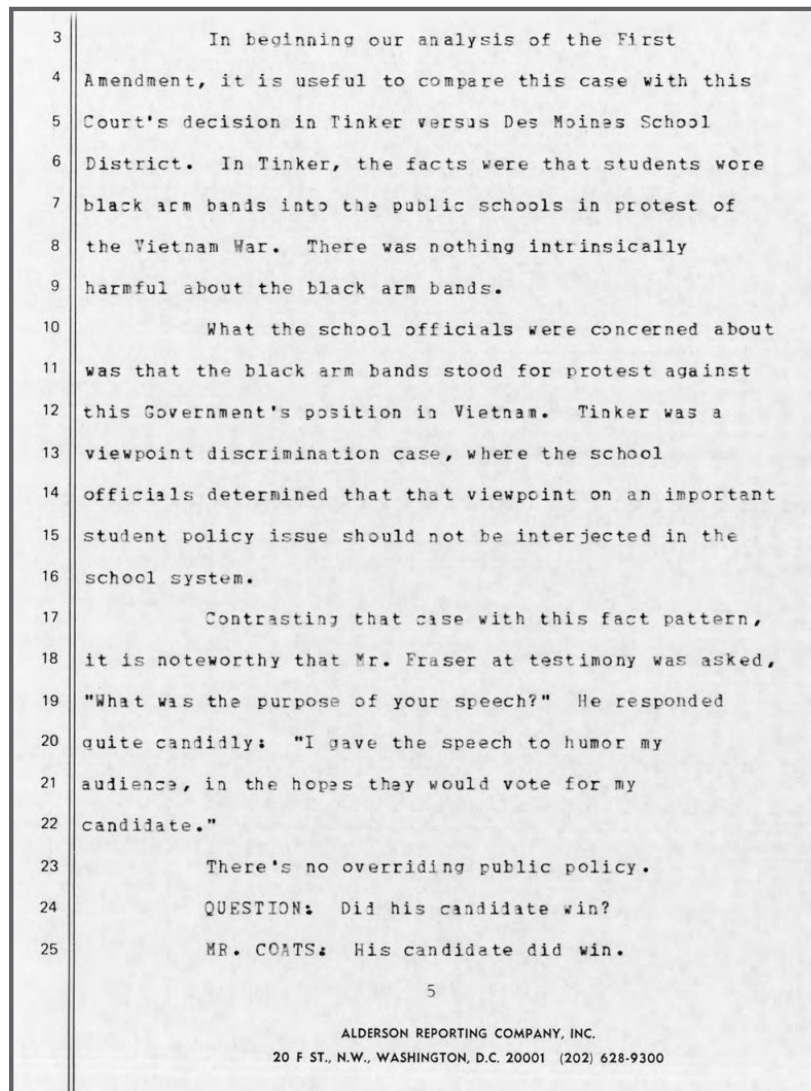 3 In beginning our analysis of the First
4 Amendment, it is useful to compare this case with this
5 Court's decision in Tinker versus Des Moines School
6 District. In Tinker, the facts were that students wore
7 black arm bands into the public schools in protest of
8 the Vietnam War. There was nothing intrinsically
9 harmful about the black arm bands.
10 What the school officials were concerned about
11 was that the black arm bands stood for protest against
12 this Government's position in Vietnam. Tinker was a
13 viewpoint discrimination case, where the school
14 officials determined that that viewpoint on an important
15 student policy issue should not be interjected in the
16 school system.
17 Contrasting that case with this fact pattern,
18 it is noteworthy that Mr. Fraser at testimony was asked,
19 "What was the purpose of your speech?" He responded
20 quite candidly: "I gave the speech to humor my
21 audience, in the hopes they would vote for my
22 candidate."
23 There's no overriding public policy.
24 QUESTION: Did his candidate win?
25 MR. COATS: His candidate did win.
5
ALDERSON REPORTING COMPANY, INC.
20 F ST., N.W., WASHINGTON, D.C. 20001 (202) 628-9300